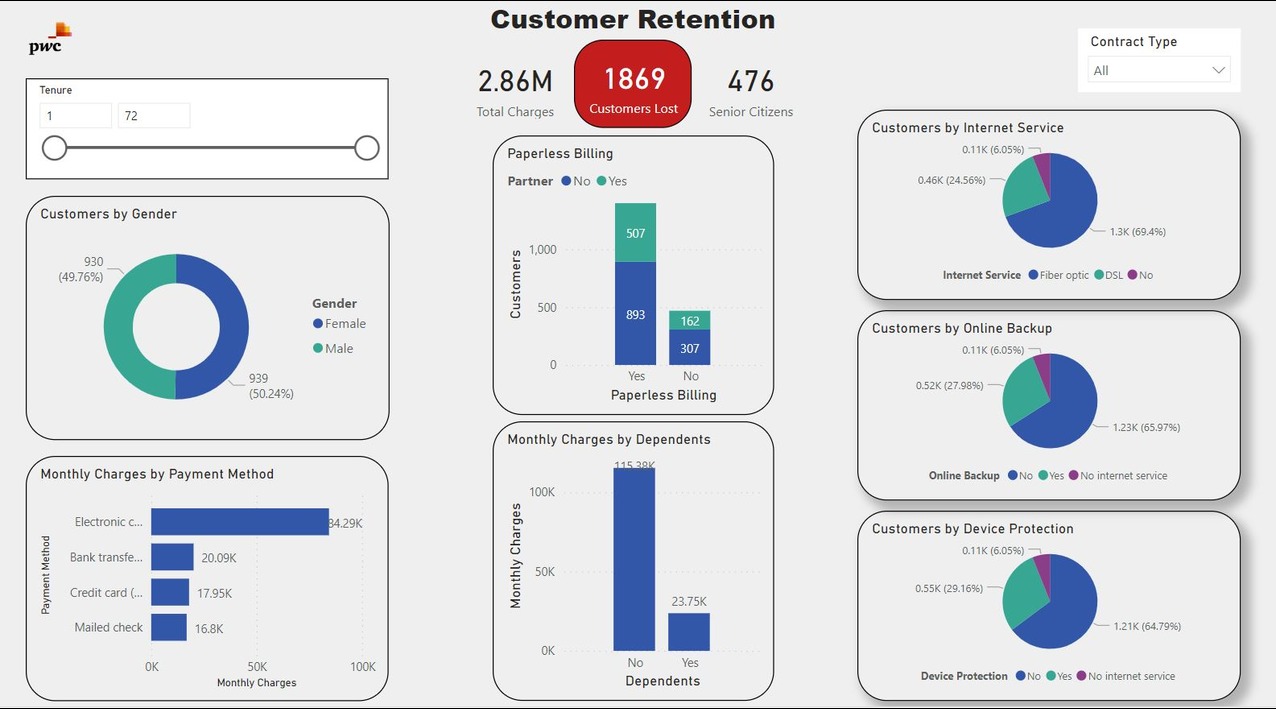 Customer Retention
pwc
Tenure
1
72
2.86M
Total Charges
1869
Customers Lost
476
Senior Citizens
Contract Type
All
Customers by Gender
930
(49.76%)
939
(50.24%)
Gender
Female
Male
Monthly Charges by Payment Method
Payment Method
Electronic c...
84.29K
Bank transfe...
20.09K
Credit card (...
17.95K
Mailed check
16.8K
0K
50K
100K
Monthly Charges
Paperless Billing
Partner No Yes
Customers
1,000
500
0
507
893
162
307
Yes
No
Paperless Billing
Monthly Charges by Dependents
Monthly Charges
115.38K
100K
50K
0K
23.75K
No
Yes
Dependents
Customers by Internet Service
0.11K (6.05%)
0.46K (24.56%)
1.3K (69.4%)
Internet Service Fiber optic DSL No
Customers by Online Backup
0.11K (6.05%)
0.52K (27.98%)
1.23K (65.97%)
Online Backup No Yes No internet service
Customers by Device Protection
0.11K (6.05%)
0.55K (29.16%)
1.21K (64.79%)
Device Protection No Yes No internet service